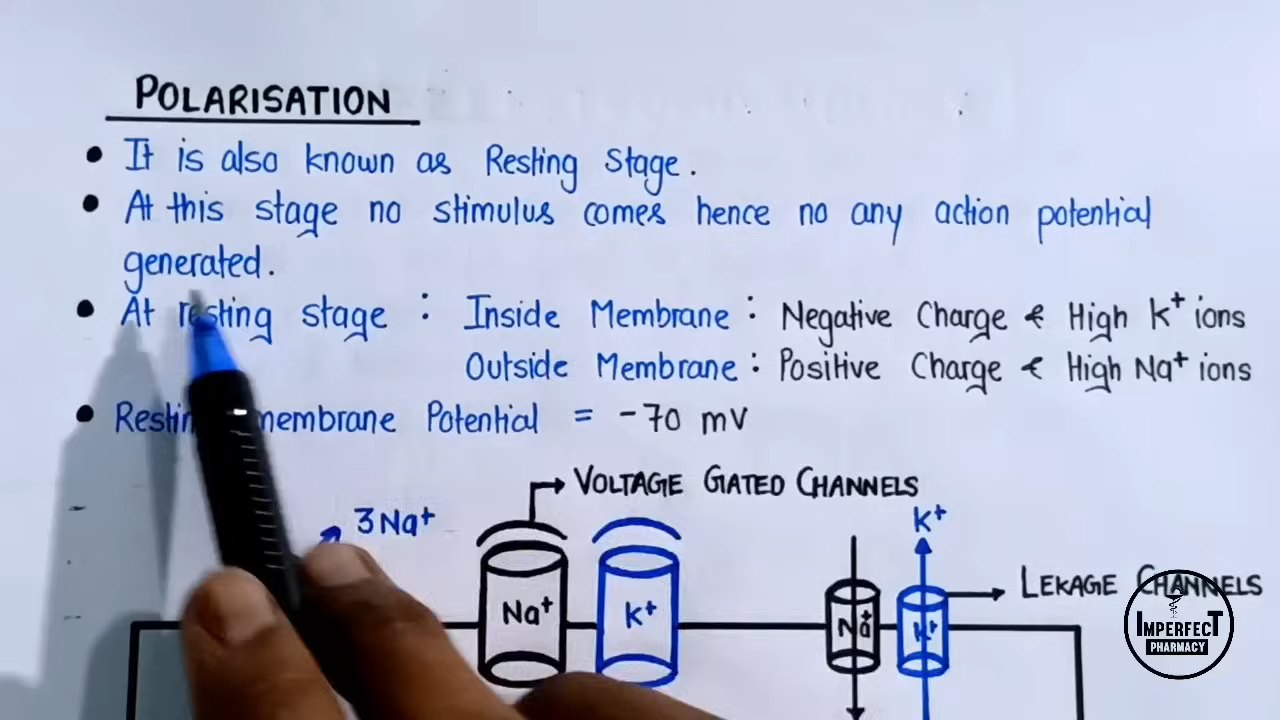 POLARISATION
• It is also known as Resting Stage.
• At this stage no stimulus comes hence no any action potential
generated.
• At resting stage : Inside Membrane : Negative Charge & High K+ ions
Outside Membrane : Positive Charge & High Na+ ions
• membrane Potential = -70 mV
VOLTAGE GATED CHANNELS
3Na+
K+
LEKAGE CHANNELS
Na+
K+
Na+
K+
IMPERFECT
PHARMACY